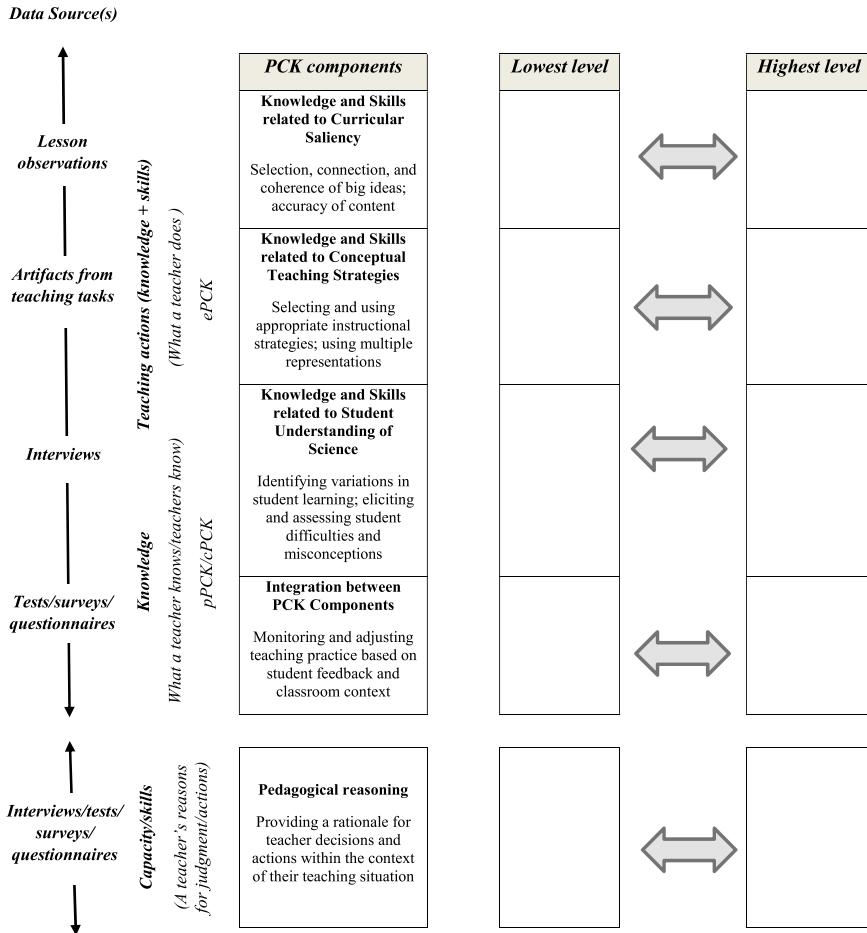 Data Source(s)
PCK components
Lowest level
Highest level
Lesson
observations
Artifacts from
teaching tasks
Interviews
Tests/surveys/
questionnaires
Teaching actions (knowledge + skills)
(What a teacher does )
ePCK
Knowledge
What a teacher knows/teachers know)
pPCK/cPCK
Knowledge and Skills
related to Curricular
Saliency
Selection, connection, and
coherence of big ideas;
accuracy of content
Knowledge and Skills
related to Conceptual
Teaching Strategies
Selecting and using
appropriate instructional
strategies; using multiple
representations
Knowledge and Skills
related to Student
Understanding of
Science
Identifying variations in
student learning; eliciting
and assessing student
difficulties and
misconceptions
Integration between
PCK Components
Monitoring and adjusting
teaching practice based on
student feedback and
classroom context
Interviews/tests/
surveys/
questionnaires
Capacity/skills
(A teacher's reasons
for judgment/actions)
Pedagogical reasoning
Providing a rationale for
teacher decisions and
actions within the context
of their teaching situation